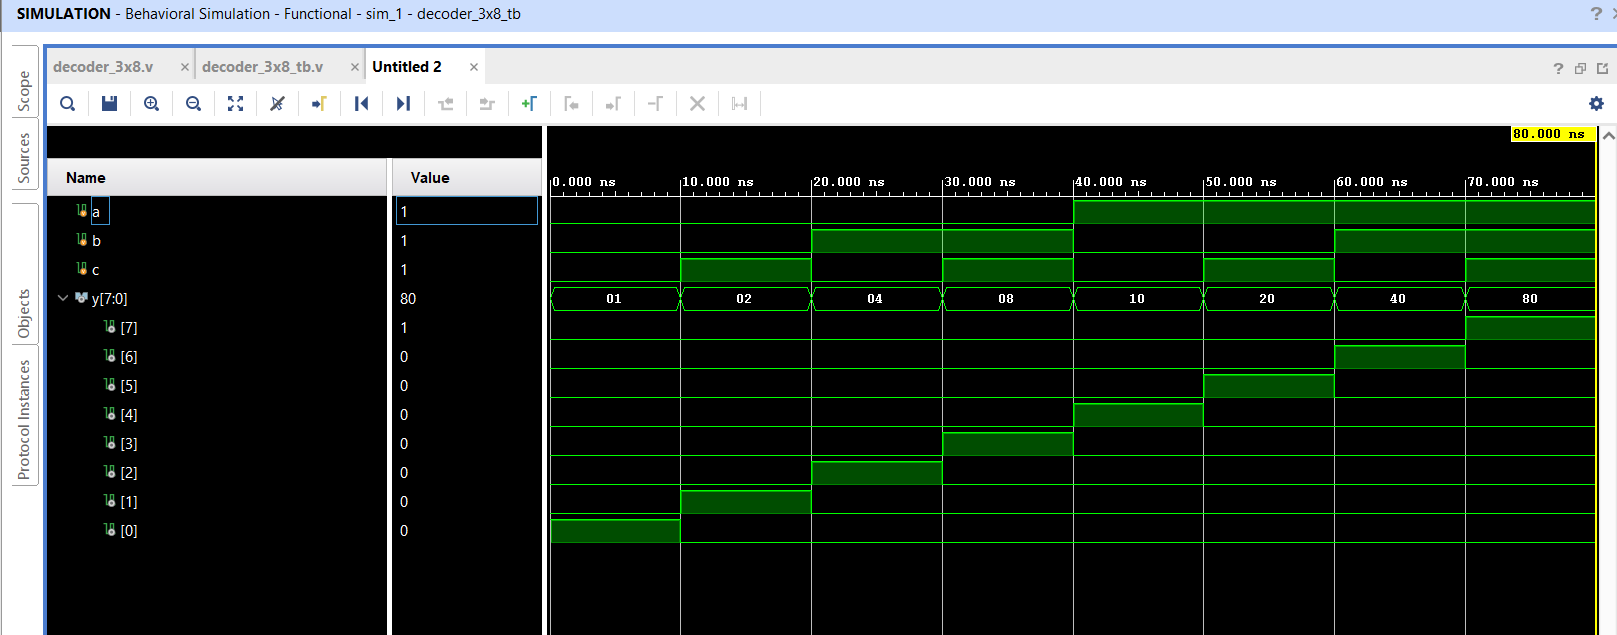 SIMULATION - Behavioral Simulation - Functional - sim_1 - decoder_3x8_tb
?
Scope
Sources
Objects
Protocol Instances
decoder_3x8.v × decoder_3x8_tb.v × Untitled 2 ×
?
80.000 ns
Name Value
0.000 ns 10.000 ns 20.000 ns 30.000 ns 40.000 ns 50.000 ns 60.000 ns 70.000 ns
a 1
b 1
c 1
y[7:0] 80 01 02 04 08 10 20 40 80
[7] 1
[6] 0
[5] 0
[4] 0
[3] 0
[2] 0
[1] 0
[0] 0